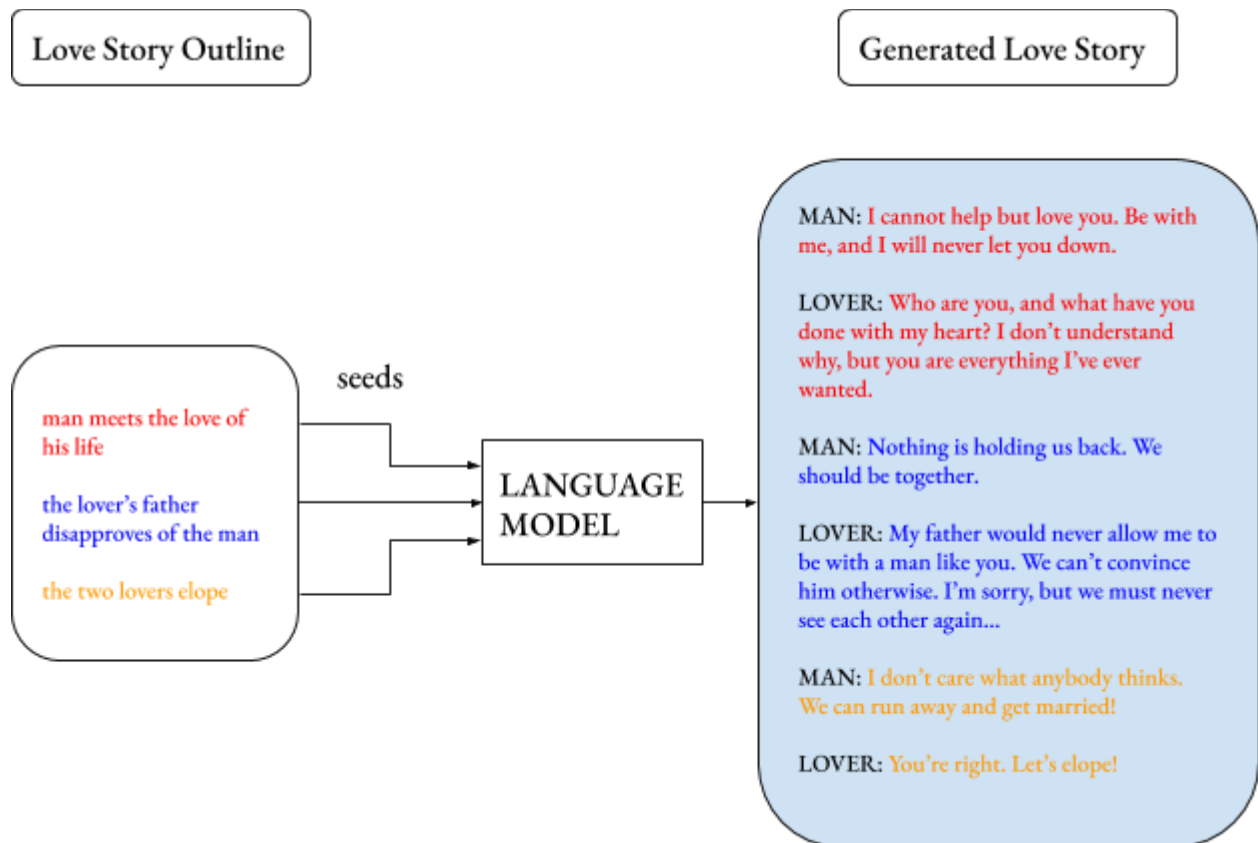 Love Story Outline
Generated Love Story
man meets the love of
his life
the lover’s father
disapproves of the man
the two lovers elope
seeds
LANGUAGE
MODEL
MAN: I cannot help but love you. Be with
me, and I will never let you down.
LOVER: Who are you, and what have you
done with my heart? I don’t understand
why, but you are everything I’ve ever
wanted.
MAN: Nothing is holding us back. We
should be together.
LOVER: My father would never allow me to
be with a man like you. We can’t convince
him otherwise. I’m sorry, but we must never
see each other again...
MAN: I don’t care what anybody thinks.
We can run away and get married!
LOVER: You’re right. Let’s elope!